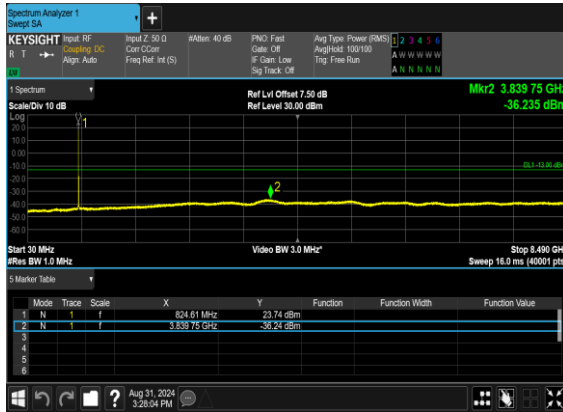 Spectrum Analyzer 1
Swept SA
+
KEYSIGHT Input: RF Input Z: 50 Ω #Atten: 40 dB PNO: Fast Avg Type: Power (RMS) 1 2 3 4 5 6
R T Coupling: DC Corr CCorr Gate: Off Avg|Hold: 100/100 A W W W W W
Align: Auto Freq Ref: Int (S) IF Gain: Low Trig: Free Run
Sig Track: Off A N N N N N
LXI
1 Spectrum Ref Lvl Offset 7.50 dB Mkr2 3.839 75 GHz
Scale/Div 10 dB Ref Level 30.00 dBm -36.235 dBm
Log
1
20.0
10.0
0.00
-10.0
DL1 -13.00 dB
-20.0
-30.0
2
-40.0
-50.0
-60.0
Start 30 MHz Video BW 3.0 MHz* Stop 8.490 GH
#Res BW 1.0 MHz Sweep 16.0 ms (40001 pts
5 Marker Table
Mode Trace Scale X Y Function Function Width Function Value
1 N 1 f 824.61 MHz 23.74 dBm
2 N 1 f 3.839 75 GHz -36.24 dBm
3
4
5
6
? Aug 31, 2024
3:28:04 PM